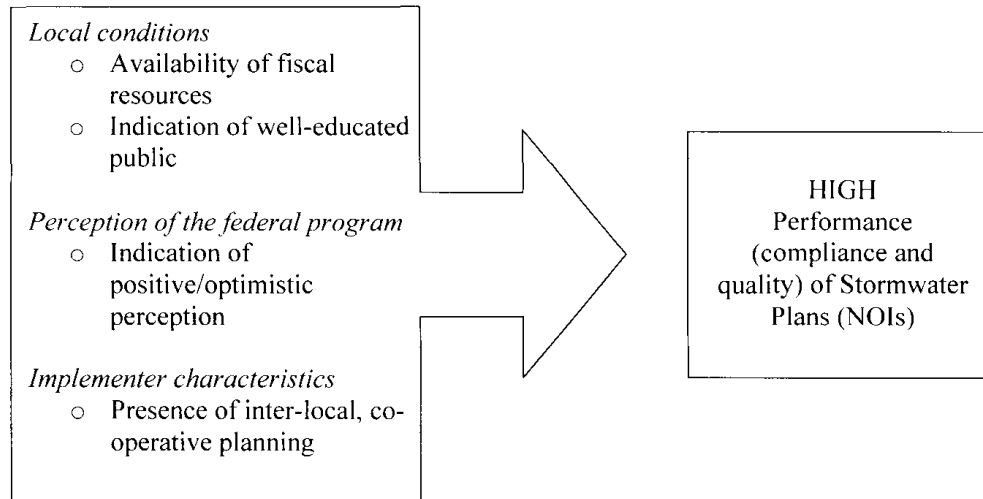 Local conditions
○ Availability of fiscal
resources
○ Indication of well-educated
public
Perception of the federal program
○ Indication of
positive/optimistic
perception
Implementer characteristics
○ Presence of inter-local, co-
operative planning
HIGH
Performance
(compliance and
quality) of Stormwater
Plans (NOIs)